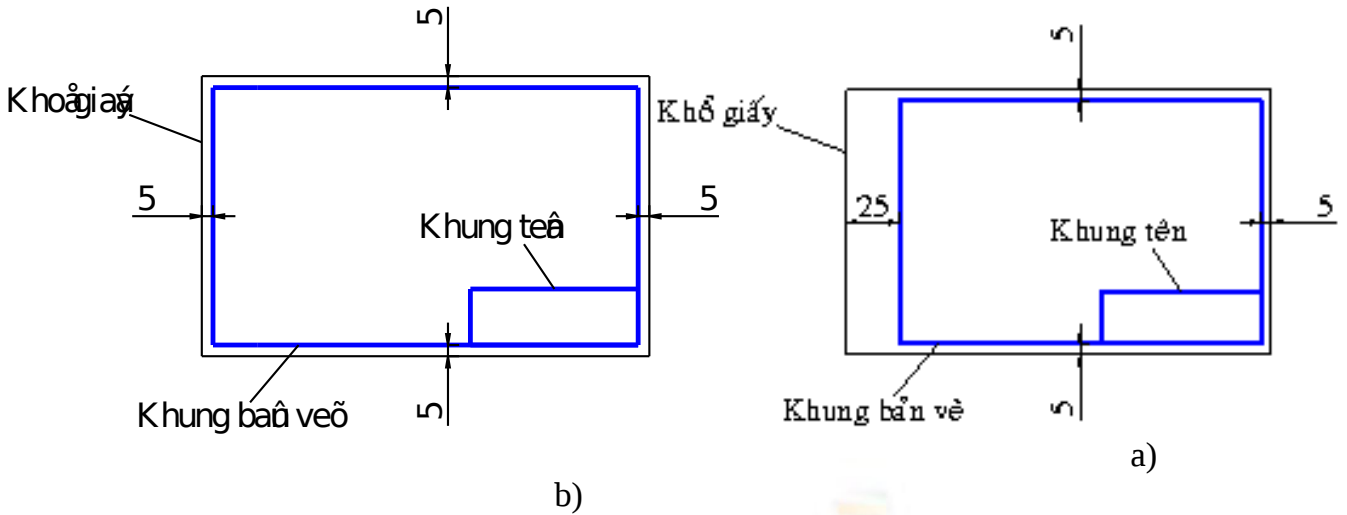 5
Khoå giaáy
5
5
Khung teân
Khung baûn veõ
5
b)
5
Khổ giấy
25
5
Khung tên
Khung bản vẽ
5
a)